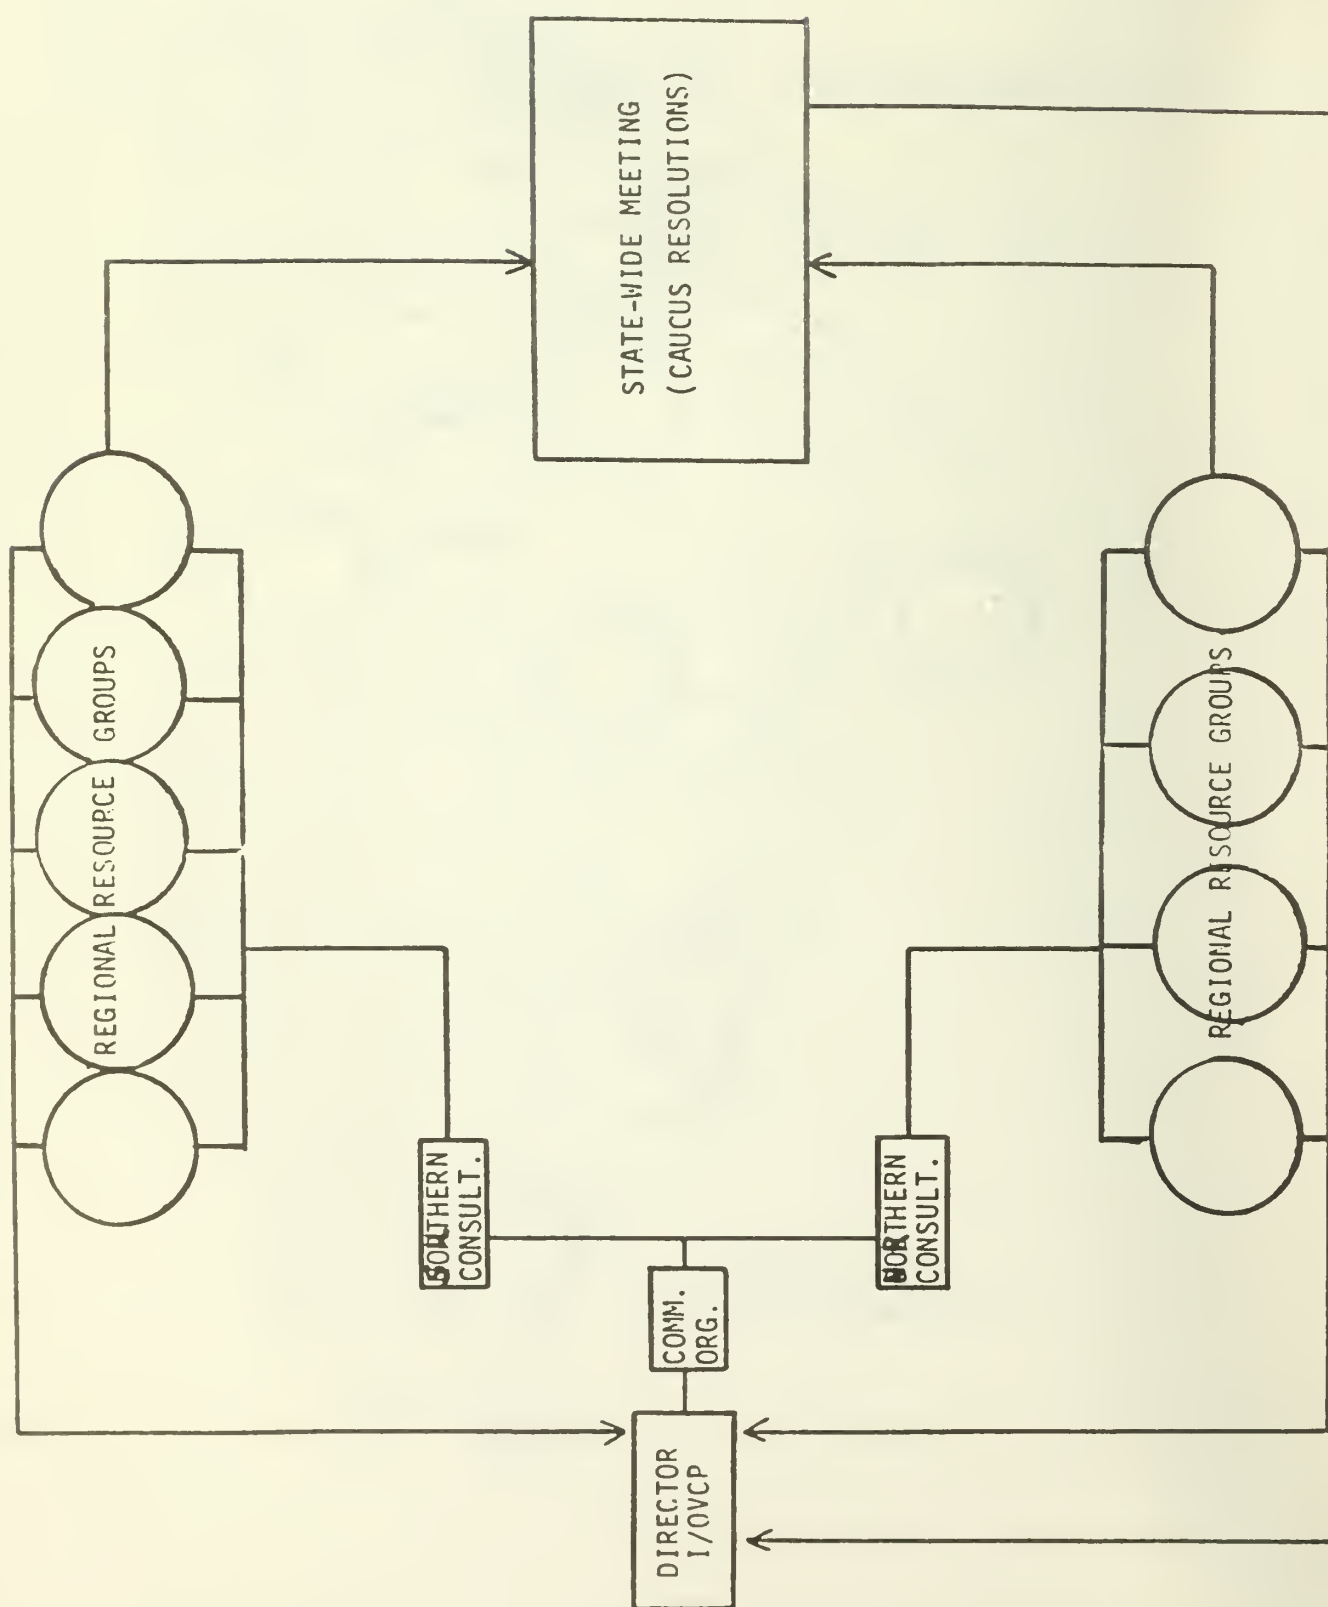 REGIONAL RESOURCE GROUPS
SOUTHERN
CONSULT.
STATE-WIDE MEETING
(CAUCUS RESOLUTIONS)
DIRECTOR
I/OVCP
COMM.
ORG.
NORTHERN
CONSULT.
REGIONAL RESOURCE GROUPS